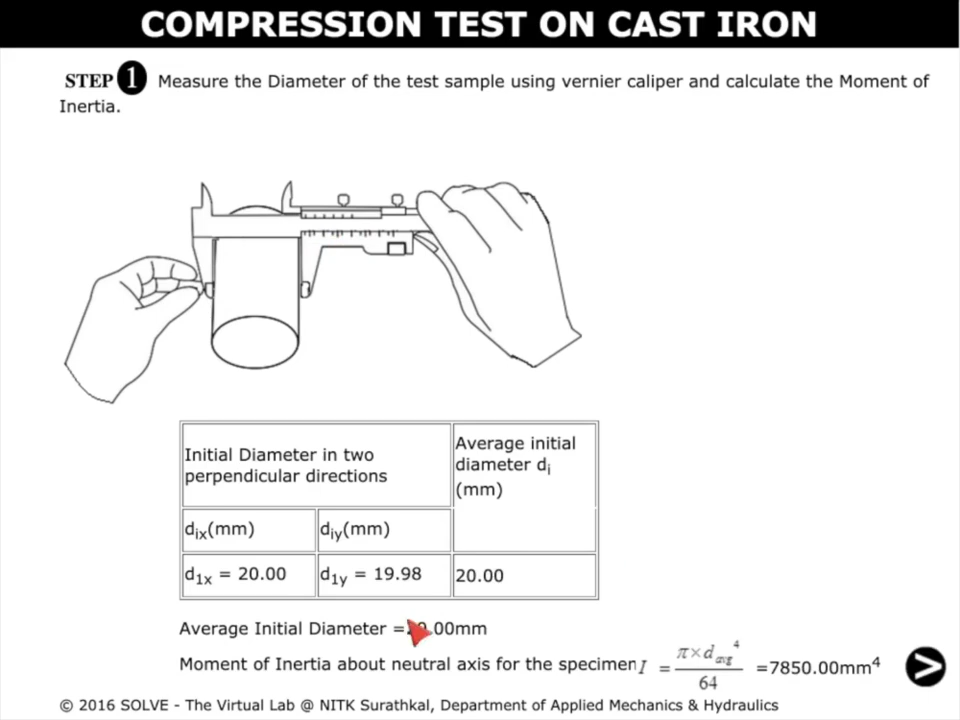 COMPRESSION TEST ON CAST IRON
STEP 1 Measure the Diameter of the test sample using vernier caliper and calculate the Moment of
Inertia.
Initial Diameter in two
perpendicular directions
Average initial
diameter di
(mm)
dix(mm)
diy(mm)
d1x = 20.00
d1y = 19.98
20.00
Average Initial Diameter =20.00mm
Moment of Inertia about neutral axis for the specimen I = π×davg^4/64 =7850.00mm⁴
© 2016 SOLVE - The Virtual Lab @ NITK Surathkal, Department of Applied Mechanics & Hydraulics